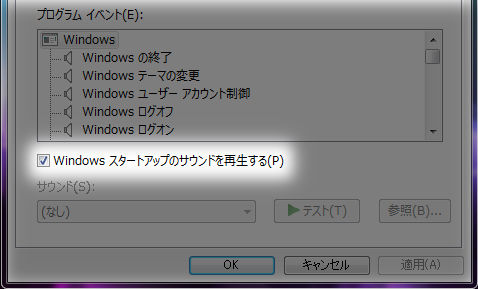 プログラム イベント(E):
Windows
Windows の終了
Windows テーマの変更
Windows ユーザー アカウント制御
Windows ログオフ
Windows ログオン
Windows スタートアップのサウンドを再生する(P)
サウンド(S):
(なし)
テスト(T)
参照(B)...
OK
キャンセル
適用(A)